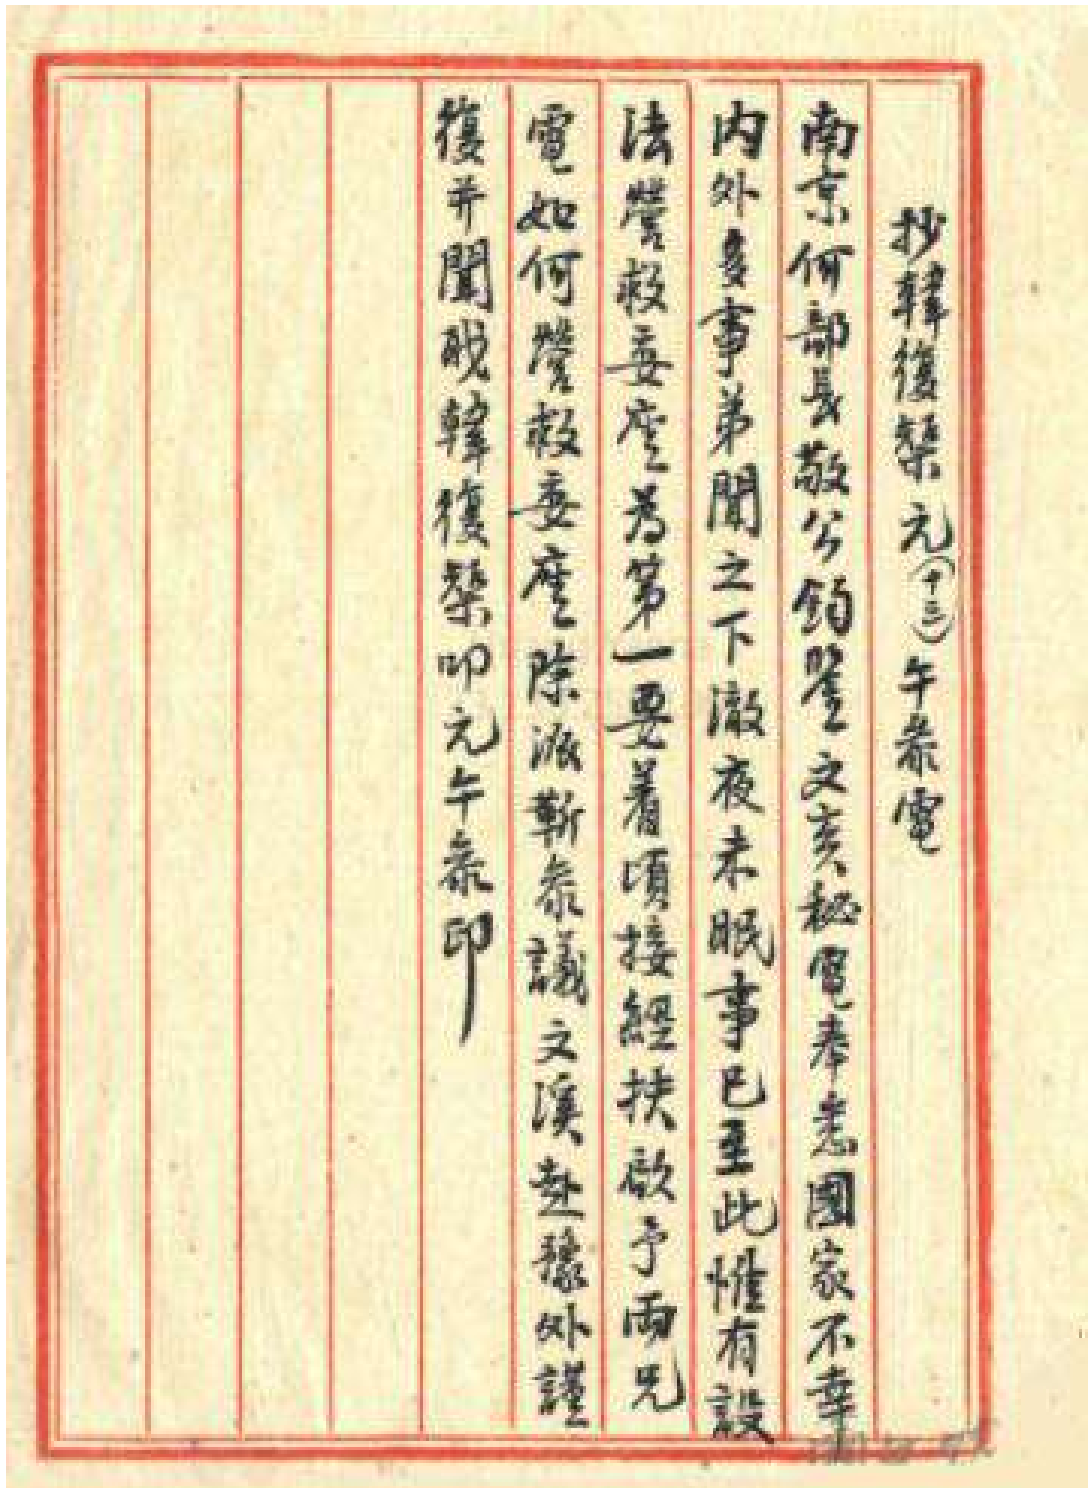 抄韓復榘元(十三)午叅電
南京何部長敬公鈞鑒文亥秘電奉悉國家不幸
内外多事弟聞之下澈夜未眠事已至此惟有設
法營救委座為第一要着頃接經扶啟予兩兄
電如何營救委座除派靳叅議文溪赴豫外謹
復并聞晚韓復榘叩元午叅印